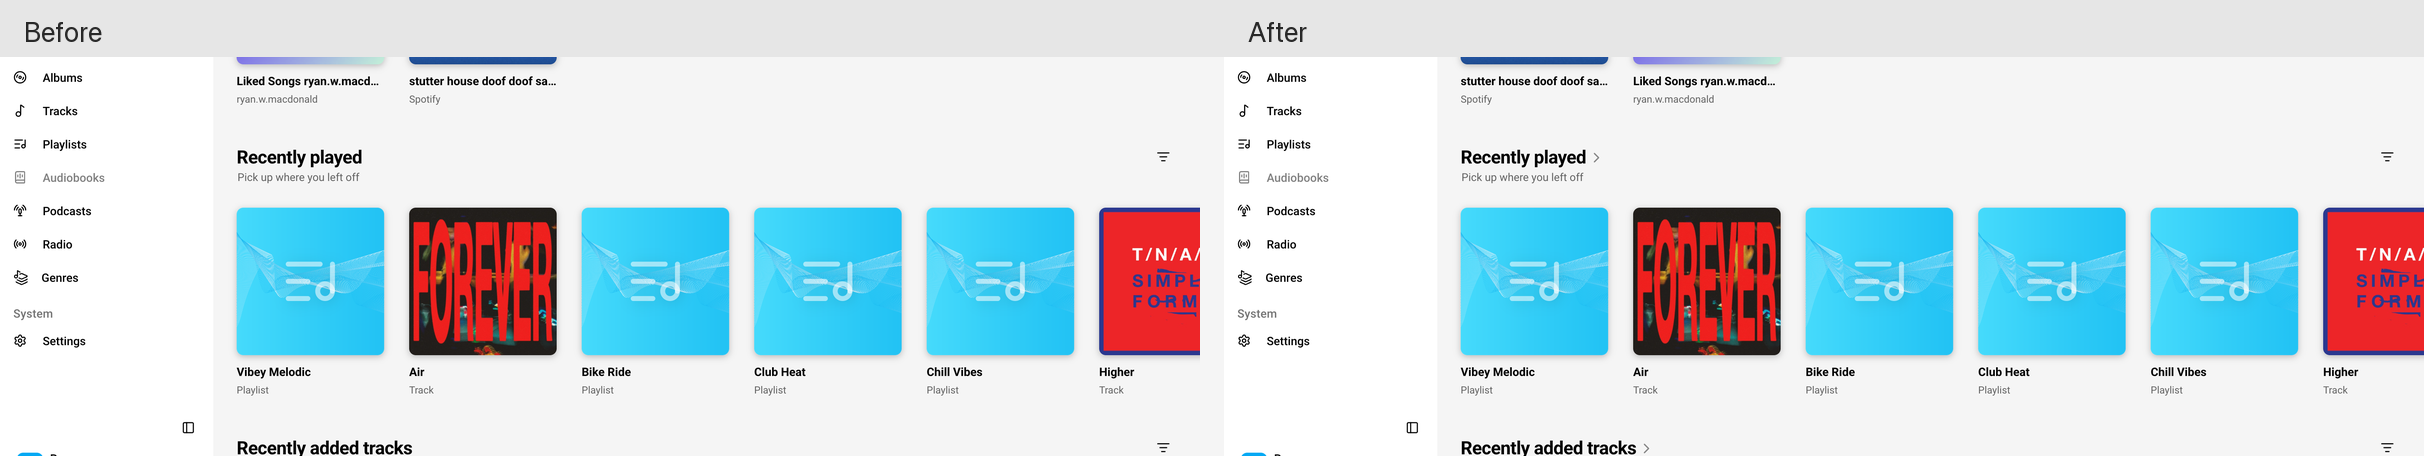 Before
Albums
Tracks
Playlists
Audiobooks
Podcasts
Radio
Genres
System
Settings
Liked Songs ryan.w.macd...
ryan.w.macdonald
stutter house doof doof sa...
Spotify
Recently played
Pick up where you left off
FOREVER
T/N/A/
SIMPL
FORM
Vibey Melodic
Playlist
Air
Track
Bike Ride
Playlist
Club Heat
Playlist
Chill Vibes
Playlist
Higher
Track
Recently added tracks
After
Albums
Tracks
Playlists
Audiobooks
Podcasts
Radio
Genres
System
Settings
stutter house doof doof sa...
Spotify
Liked Songs ryan.w.macd...
ryan.w.macdonald
Recently played
Pick up where you left off
FOREVER
T/N/A/
SIMPL
FORM
Vibey Melodic
Playlist
Air
Track
Bike Ride
Playlist
Club Heat
Playlist
Chill Vibes
Playlist
Higher
Track
Recently added tracks